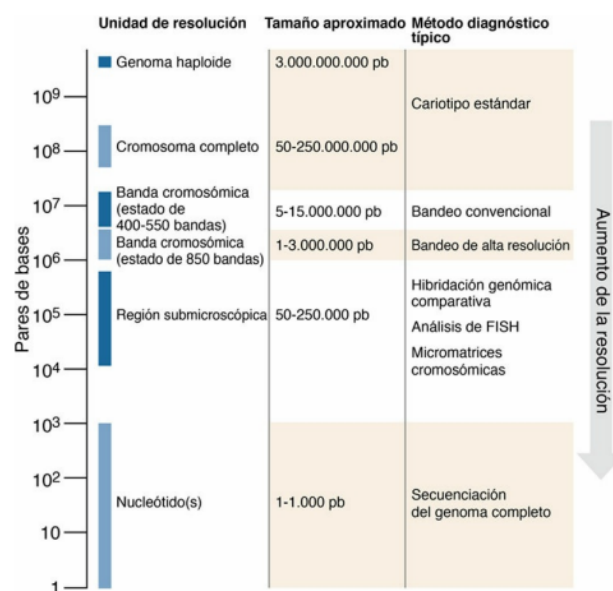 Unidad de resolución Tamaño aproximado Método diagnóstico
típico
Genoma haploide 3.000.000.000 pb
10⁹
Cariotipo estándar
10⁸
Cromosoma completo 50-250.000.000 pb
Banda cromosómica
(estado de
400-550 bandas)
10⁷
5-15.000.000 pb Bandeo convencional
Banda cromosómica
(estado de 850 bandas)
1-3.000.000 pb Bandeo de alta resolución
10⁶
Hibridación genómica
comparativa
10⁵
Región submicroscópica 50-250.000 pb
Análisis de FISH
Micromatrices
cromosómicas
10⁴
10³
10²
Nucleótido(s) 1-1.000 pb Secuenciación
del genoma completo
10
1
Pares de bases
Aumento de la resolución